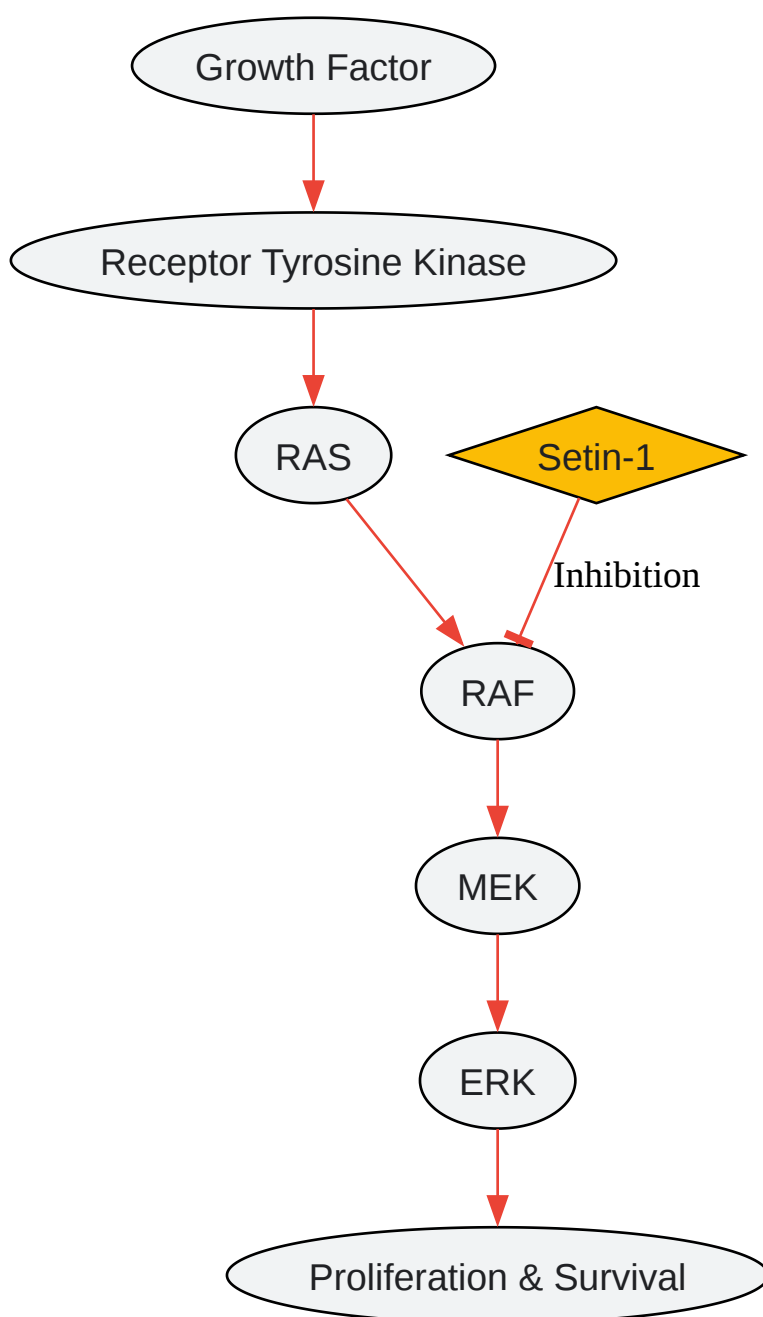 Growth Factor
Receptor Tyrosine Kinase
RAS
Setin-1
Inhibition
RAF
MEK
ERK
Proliferation & Survival